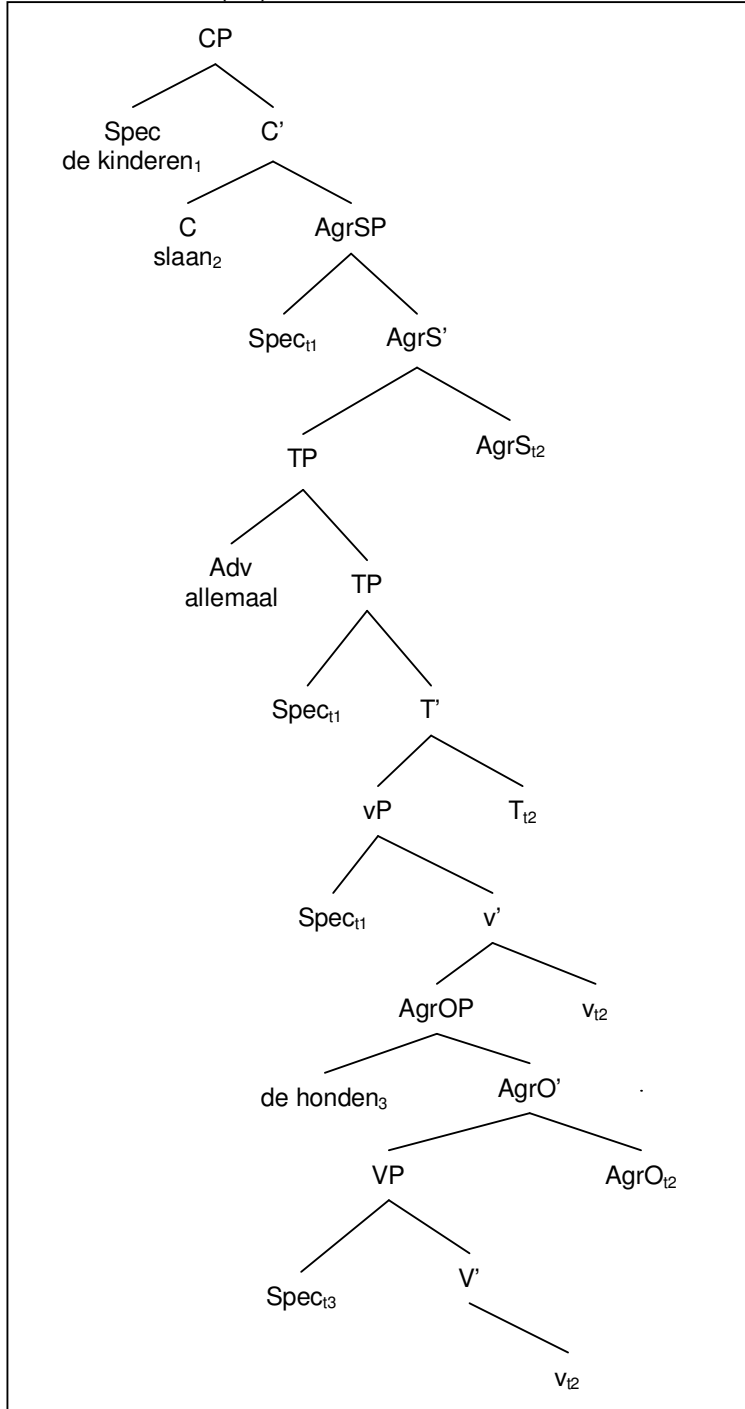 CP
Spec C’
de kinderen₁
C AgrSP
slaan₂
Specₜ₁ AgrS’
TP AgrSₜ₂
Adv TP
allemaal
Specₜ₁ T’
vP Tₜ₂
Specₜ₁ v’
AgrOP vₜ₂
de honden₃ AgrO’
VP AgrOₜ₂
Specₜ₃ V’
vₜ₂